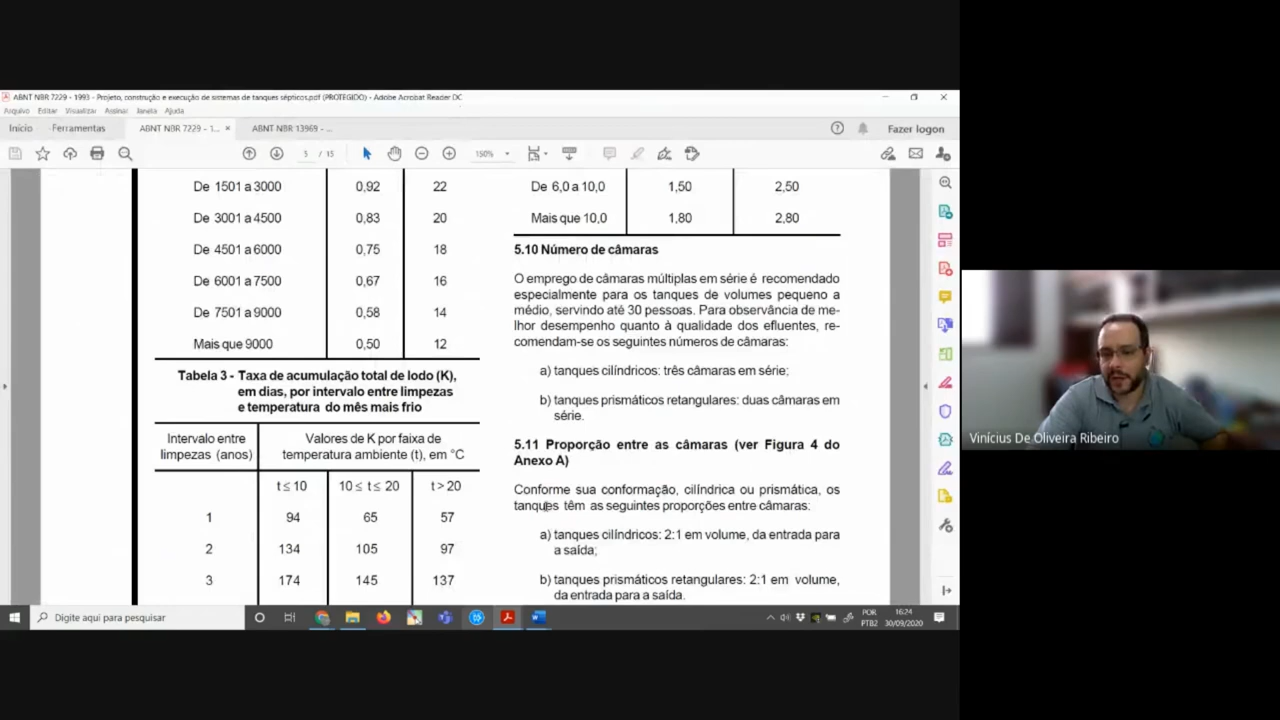 ABNT NBR 7229 - 1993 - Projeto, construção e execução de sistemas de tanques sépticos.pdf (PROTEGIDO) - Adobe Acrobat Reader DC
Arquivo Editar Visualizar Assinar Janela Ajuda
Início Ferramentas ABNT NBR 7229 - 1... × ABNT NBR 13969 - ... Fazer logon
5 / 15 150%
De 1501 a 3000 0,92 22
De 3001 a 4500 0,83 20
De 4501 a 6000 0,75 18
De 6001 a 7500 0,67 16
De 7501 a 9000 0,58 14
Mais que 9000 0,50 12
Tabela 3 - Taxa de acumulação total de lodo (K),
em dias, por intervalo entre limpezas
e temperatura do mês mais frio
Intervalo entre
limpezas (anos)
Valores de K por faixa de
temperatura ambiente (t), em °C
t ≤ 10 10 ≤ t ≤ 20 t > 20
1 94 65 57
2 134 105 97
3 174 145 137
De 6,0 a 10,0 1,50 2,50
Mais que 10,0 1,80 2,80
5.10 Número de câmaras
O emprego de câmaras múltiplas em série é recomendado
especialmente para os tanques de volumes pequeno a
médio, servindo até 30 pessoas. Para observância de me-
lhor desempenho quanto à qualidade dos efluentes, re-
comendam-se os seguintes números de câmaras:
a) tanques cilíndricos: três câmaras em série;
b) tanques prismáticos retangulares: duas câmaras em
série.
5.11 Proporção entre as câmaras (ver Figura 4 do
Anexo A)
Conforme sua conformação, cilíndrica ou prismática, os
tanques têm as seguintes proporções entre câmaras:
a) tanques cilíndricos: 2:1 em volume, da entrada para
a saída;
b) tanques prismáticos retangulares: 2:1 em volume,
da entrada para a saída.
Vinícius De Oliveira Ribeiro
Digite aqui para pesquisar
POR
PTB2
16:24
30/09/2020